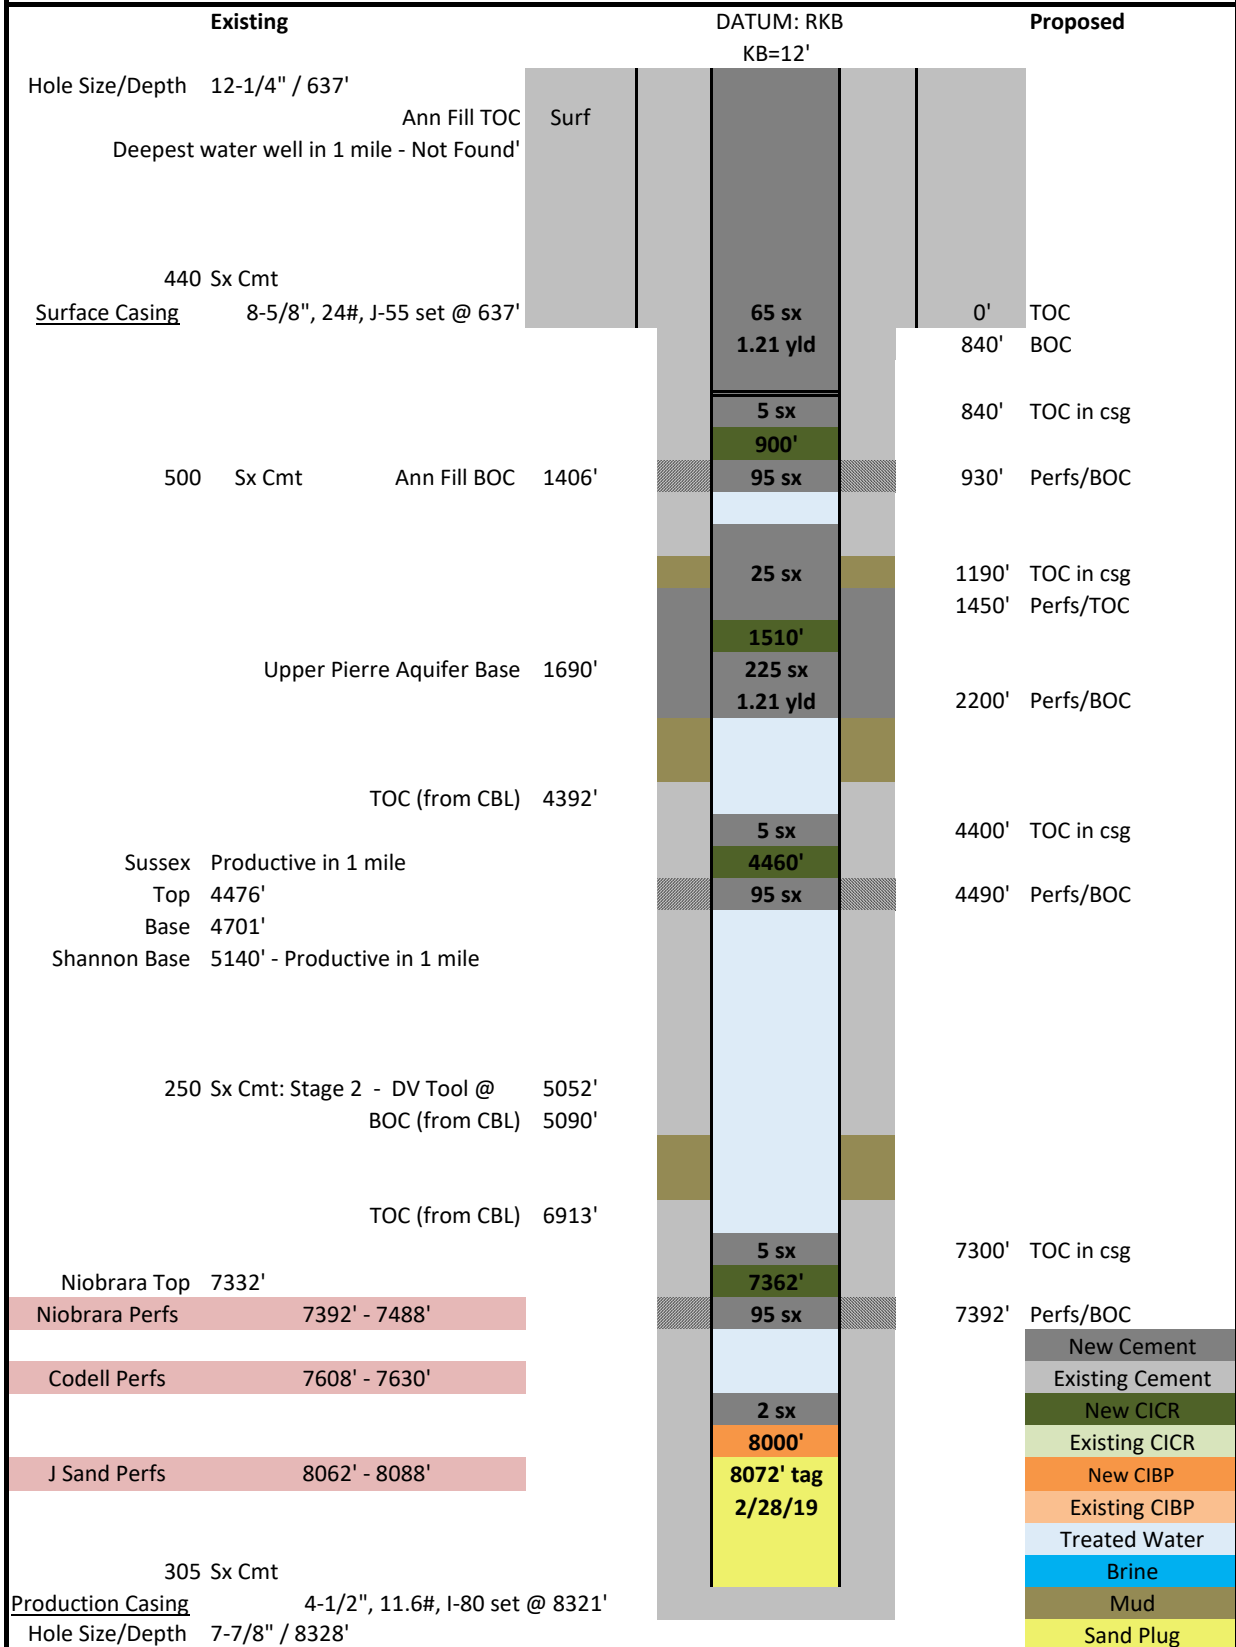 Existing DATUM: RKB Proposed
KB=12'
Hole Size/Depth 12-1/4" / 637'
Ann Fill TOC Surf
Deepest water well in 1 mile - Not Found'
440 Sx Cmt
Surface Casing 8-5/8", 24#, J-55 set @ 637' 65 sx 0' TOC
1.21 yld 840' BOC
5 sx 840' TOC in csg
900'
500 Sx Cmt Ann Fill BOC 1406' 95 sx 930' Perfs/BOC
25 sx 1190' TOC in csg
1450' Perfs/TOC
1510'
Upper Pierre Aquifer Base 1690' 225 sx
1.21 yld 2200' Perfs/BOC
TOC (from CBL) 4392'
5 sx 4400' TOC in csg
Sussex Productive in 1 mile 4460'
Top 4476' 95 sx 4490' Perfs/BOC
Base 4701'
Shannon Base 5140' - Productive in 1 mile
250 Sx Cmt: Stage 2 - DV Tool @ 5052'
BOC (from CBL) 5090'
TOC (from CBL) 6913'
5 sx 7300' TOC in csg
Niobrara Top 7332' 7362'
Niobrara Perfs 7392' - 7488' 95 sx 7392' Perfs/BOC
New Cement
Codell Perfs 7608' - 7630' Existing Cement
2 sx New CICR
8000' Existing CICR
J Sand Perfs 8062' - 8088' 8072' tag New CIBP
2/28/19 Existing CIBP
Treated Water
305 Sx Cmt Brine
Production Casing 4-1/2", 11.6#, I-80 set @ 8321' Mud
Hole Size/Depth 7-7/8" / 8328' Sand Plug